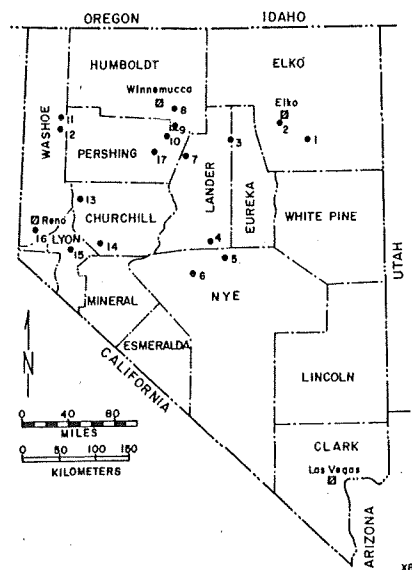 OREGON IDAHO
HUMBOLDT
ELKO
Winnemucca
8
Elko
11
9
2
WASHOE
12
10
3
1
PERSHING
17
7
LANDER
EUREKA
13
WHITE PINE
Reno
CHURCHILL
16
LYON
14
4
15
5
UTAH
6
NYE
MINERAL
ESMERALDA
N
CALIFORNIA
LINCOLN
0 40 80
MILES
CLARK
0 50 100 150
Las Vegas
KILOMETERS
ARIZONA